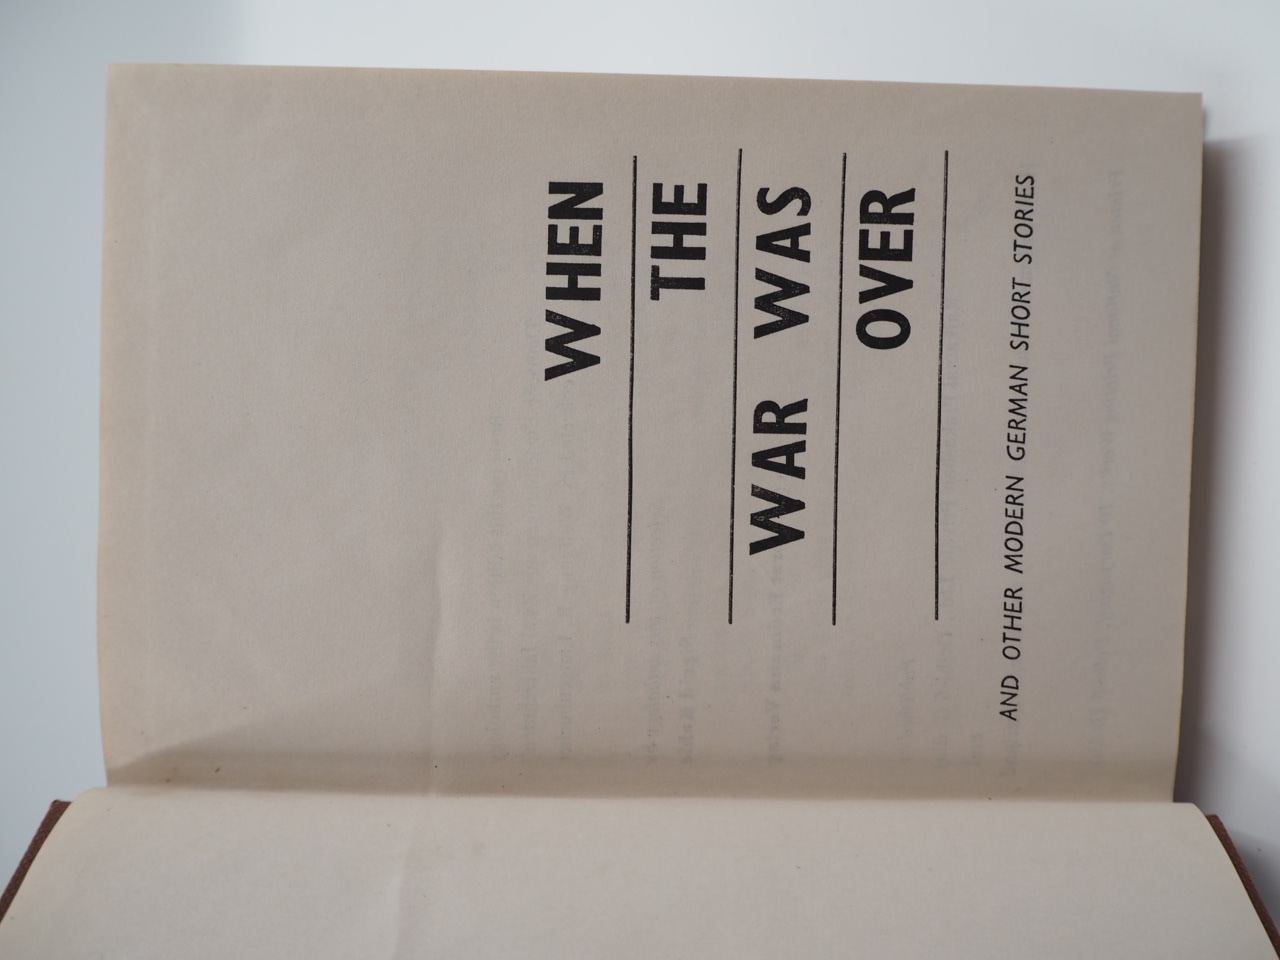 WHEN
THE
WAR WAS
OVER
AND OTHER MODERN GERMAN SHORT STORIES